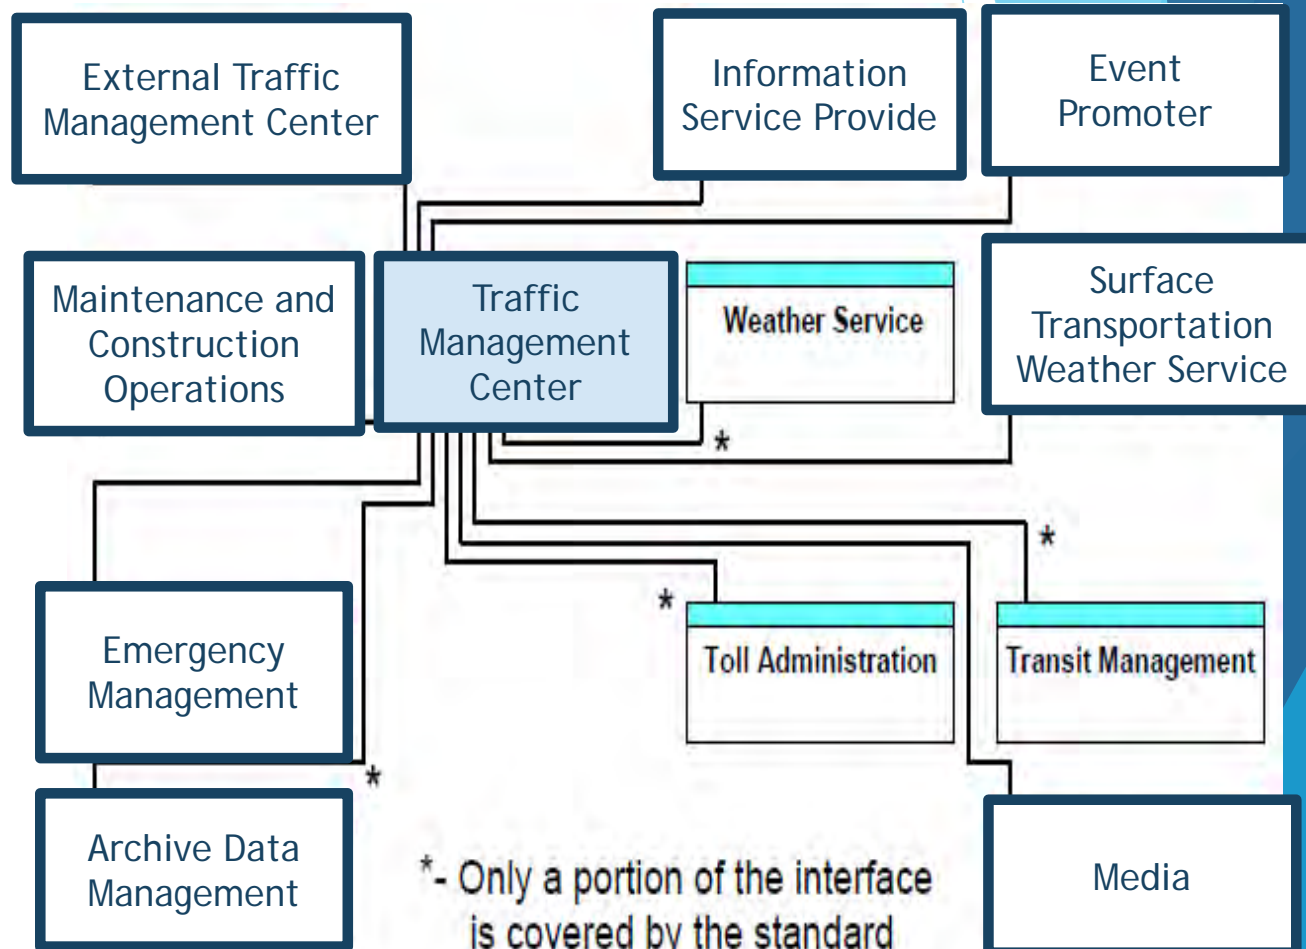 External Traffic
Management Center
Information
Service Provide
Event
Promoter
Maintenance and
Construction
Operations
Traffic
Management
Center
Weather Service
Surface
Transportation
Weather Service
*
*
*
Emergency
Management
Toll Administration
Transit Management
*
Archive Data
Management
*- Only a portion of the interface
is covered by the standard
Media